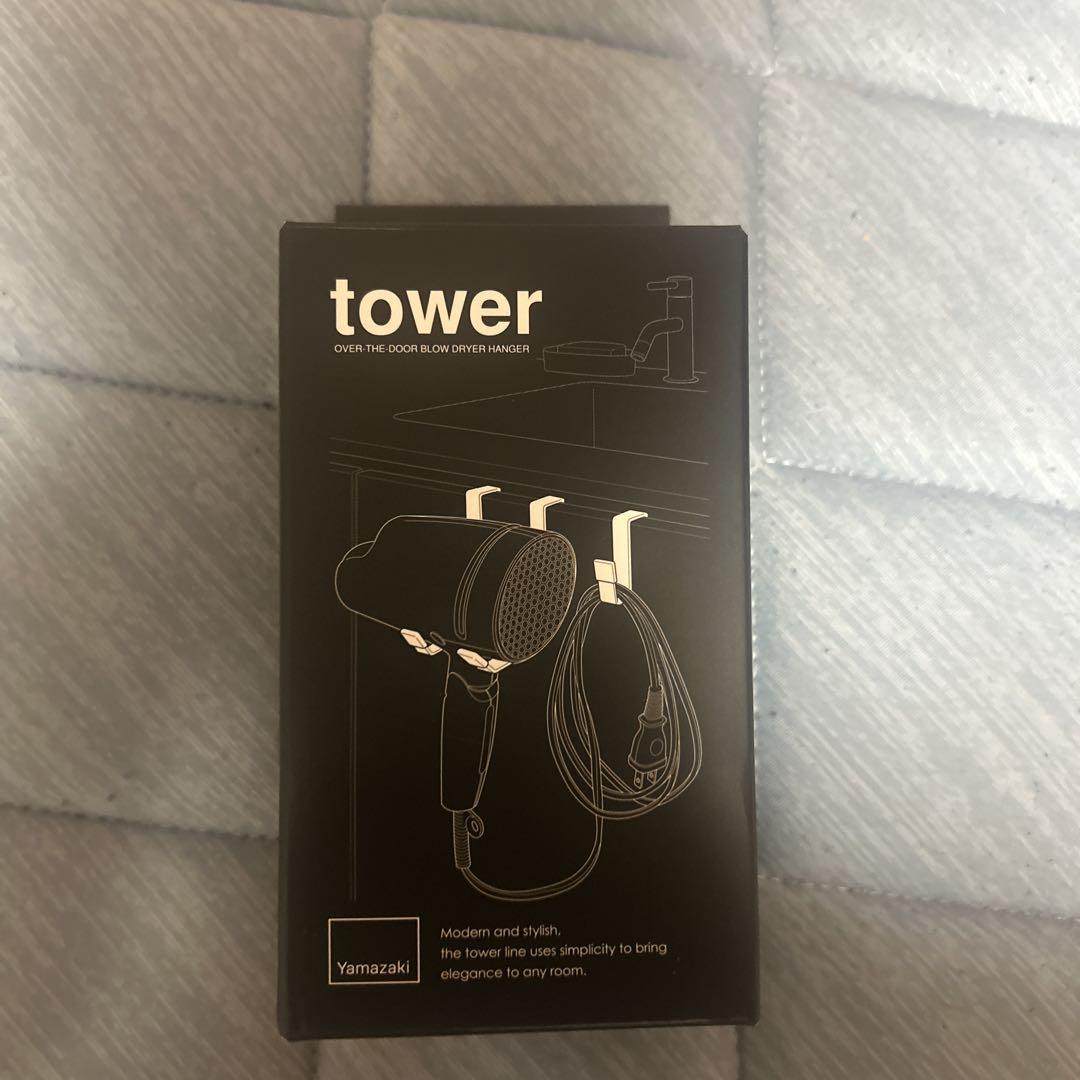 tower
OVER-THE-DOOR BLOW DRYER HANGER
Yamazaki
Modern and stylish,
the tower line uses simplicity to bring
elegance to any room.